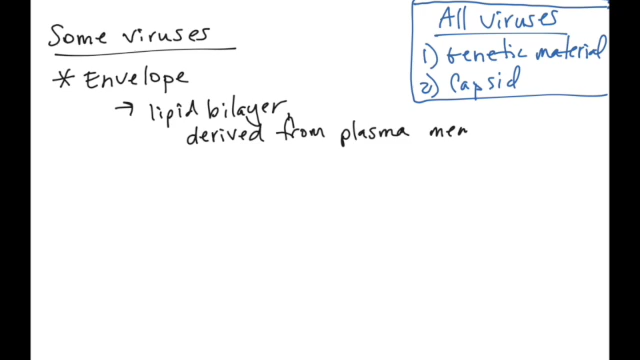 Some viruses
* Envelope
→ lipid bilayer,
derived from plasma mem
All viruses
1) Genetic material
2) Capsid